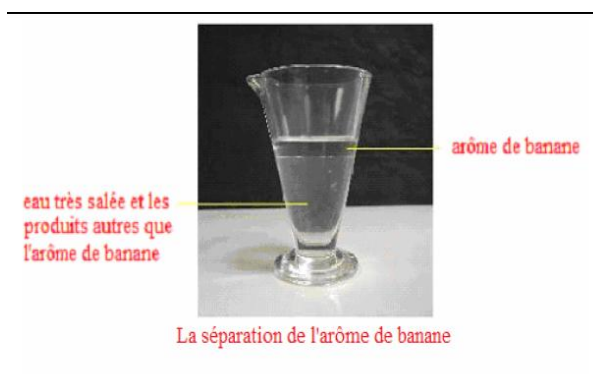 arôme de banane
eau très salée et les
produits autres que
l'arôme de banane
La séparation de l'arôme de banane